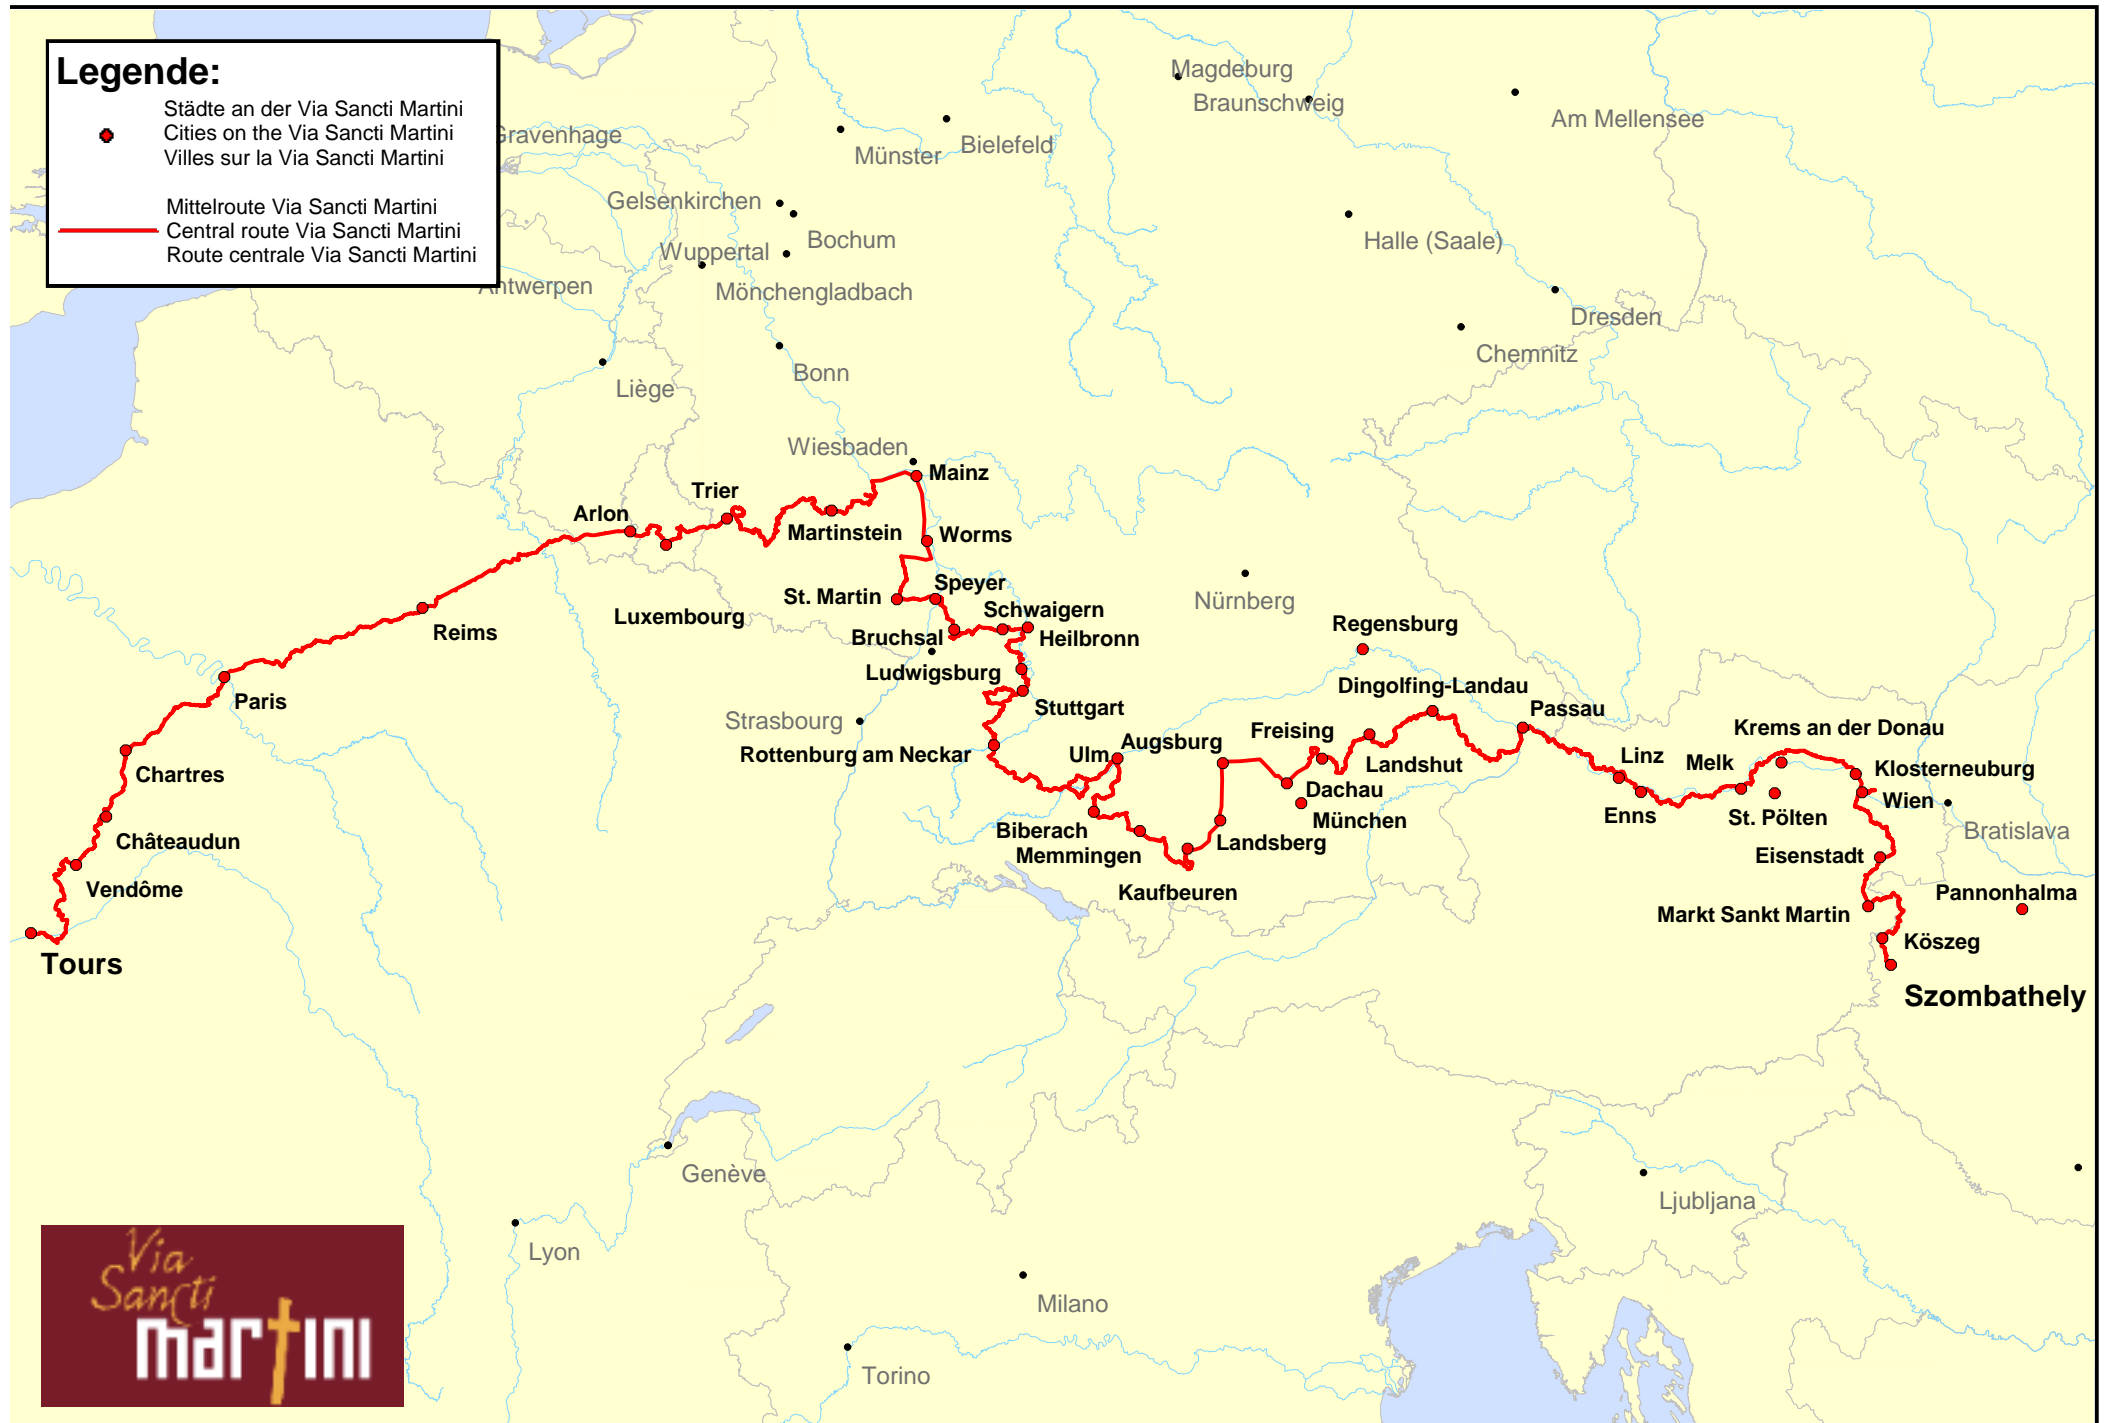 Legende:
Städte an der Via Sancti Martini
Cities on the Via Sancti Martini
Villes sur la Via Sancti Martini
Mittelroute Via Sancti Martini
Central route Via Sancti Martini
Route centrale Via Sancti Martini
Magdeburg
Braunschweig
Am Mellensee
Gravenhage
Münster
Bielefeld
Gelsenkirchen
Bochum
Wuppertal
Halle (Saale)
Antwerpen
Mönchengladbach
Dresden
Chemnitz
Bonn
Liège
Wiesbaden
Mainz
Trier
Arlon
Martinstein
Worms
Speyer
St. Martin
Nürnberg
Schwaigern
Luxembourg
Reims
Bruchsal
Heilbronn
Regensburg
Ludwigsburg
Paris
Stuttgart
Dingolfing-Landau
Passau
Strasbourg
Krems an der Donau
Rottenburg am Neckar
Ulm
Augsburg
Freising
Landshut
Linz
Melk
Klosterneuburg
Chartres
Dachau
Wien
München
Enns
St. Pölten
Biberach
Bratislava
Châteaudun
Memmingen
Landsberg
Eisenstadt
Vendôme
Kaufbeuren
Pannonhalma
Markt Sankt Martin
Köszeg
Tours
Szombathely
Genève
Ljubljana
Lyon
Milano
Torino
Via
Sancti
martini